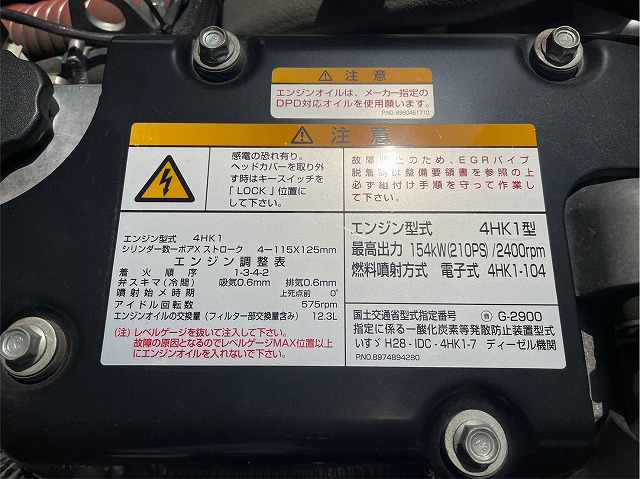 注意
エンジンオイルは、メーカー指定の
DPD対応オイルを使用願います。
P.NO. 8980461710
注意
感電の恐れ有り。
ヘッドカバーを取り外
す時はキースイッチを
「LOCK」位置に
して下さい。
故障防止のため、EGRパイプ
脱着時は整備要領書を参照の上
必ず組付け手順を守って作業し
て下さい。
エンジン型式 4HK1
シリンダー数ーボアX ストローク 4ー115X125mm
エンジン調整表
着火順序 1-3-4-2
弁スキマ(冷間) 吸気0.6mm 排気0.6mm
噴射始メ時期 上死点前 0°
アイドル回転数 575rpm
エンジンオイルの交換量(フィルター部交換量含み) 12.3L
(注)レベルゲージを抜いて注入して下さい。
故障の原因となるのでレベルゲージMAX位置以上
にエンジンオイルを入れないで下さい。
エンジン型式 4HK1型
最高出力 154kW(210PS)/2400rpm
燃料噴射方式 電子式 4HK1-104
国土交通省型式指定番号 G-2900
指定に係る一酸化炭素等発散防止装置型式
いすゞH28-IDC-4HK1-7 ディーゼル機関
P.NO.8974894280